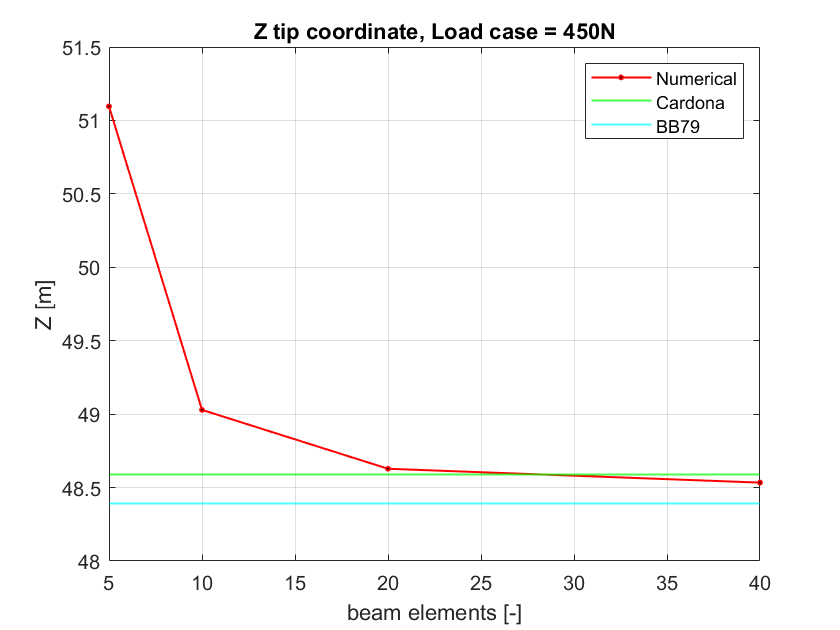 Z tip coordinate, Load case = 450N
51.5
51
50.5
50
49.5
49
48.5
48
Z [m]
Numerical
Cardona
BB79
5 10 15 20 25 30 35 40
beam elements [-]